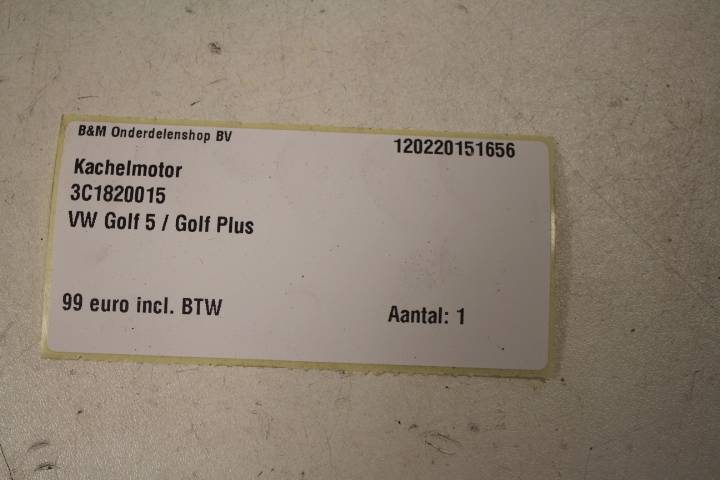 B&M Onderdelenshop BV
120220151656
Kachelmotor
3C1820015
VW Golf 5 / Golf Plus
99 euro incl. BTW
Aantal: 1